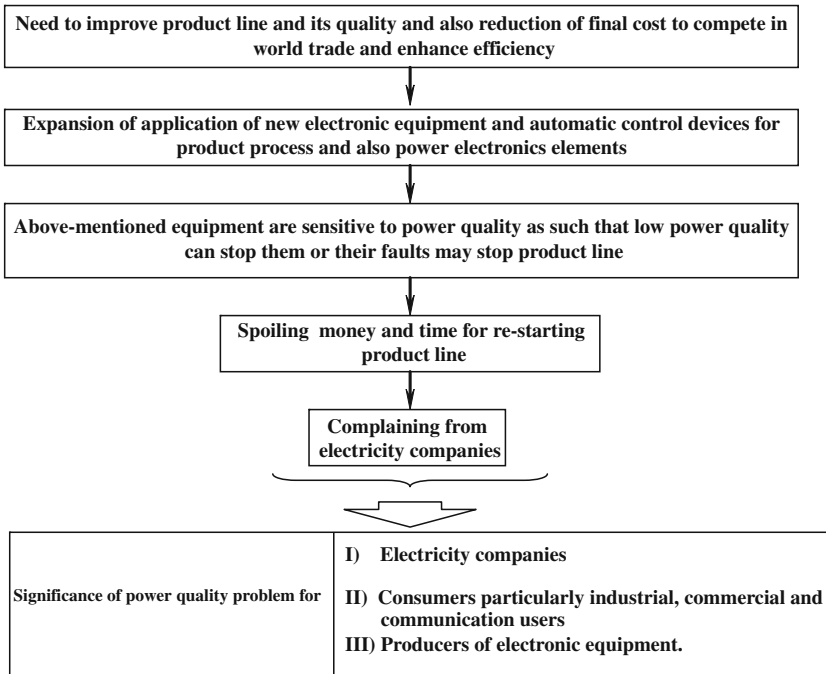 Need to improve product line and its quality and also reduction of final cost to compete in
world trade and enhance efficiency
Expansion of application of new electronic equipment and automatic control devices for
product process and also power electronics elements
Above-mentioned equipment are sensitive to power quality as such that low power quality
can stop them or their faults may stop product line
Spoiling money and time for re-starting
product line
Complaining from
electricity companies
Significance of power quality problem for
I) Electricity companies
II) Consumers particularly industrial, commercial and
communication users
III) Producers of electronic equipment.